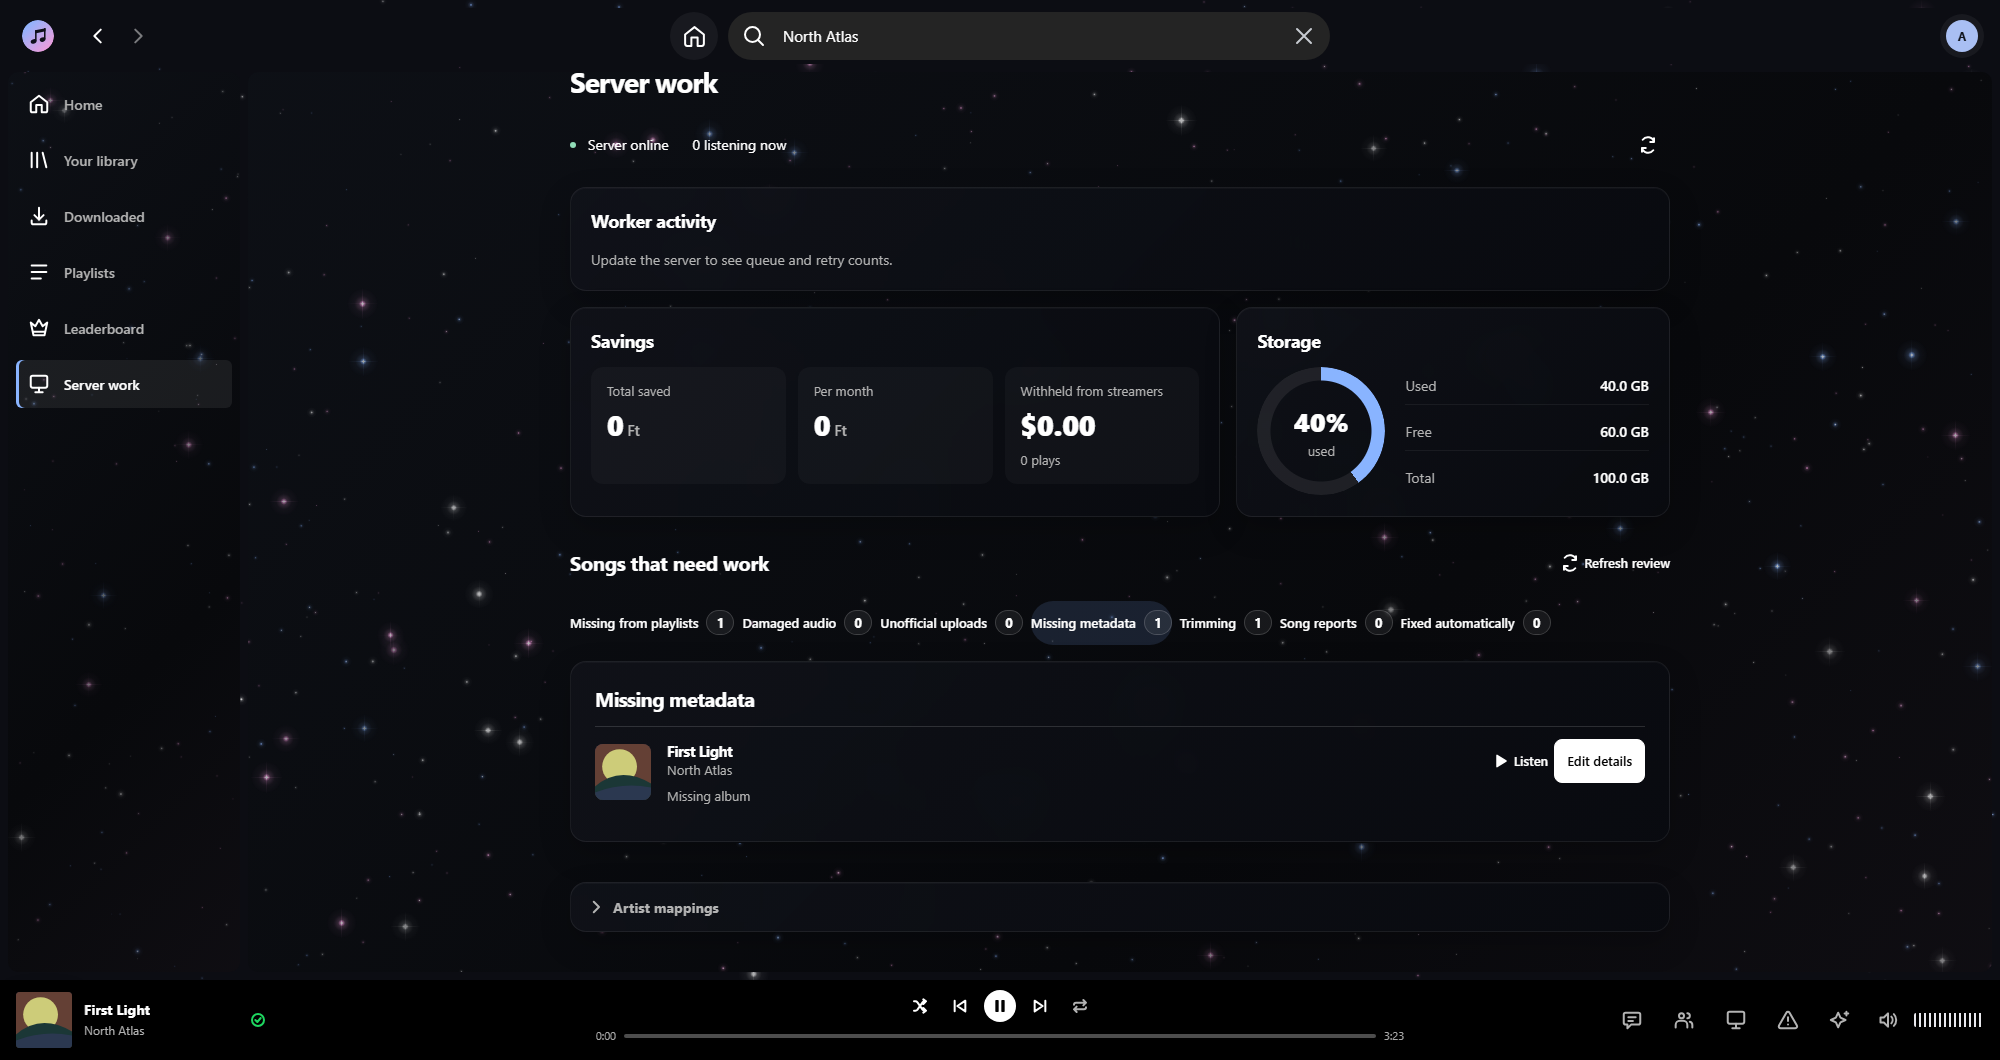 North Atlas
A
Home
Your library
Downloaded
Playlists
Leaderboard
Server work
Server work
Server online 0 listening now
Worker activity
Update the server to see queue and retry counts.
Savings
Total saved
0 Ft
Per month
0 Ft
Withheld from streamers
$0.00
0 plays
Storage
40%
used
Used 40.0 GB
Free 60.0 GB
Total 100.0 GB
Songs that need work
Refresh review
Missing from playlists 1 Damaged audio 0 Unofficial uploads 0 Missing metadata 1 Trimming 1 Song reports 0 Fixed automatically 0
Missing metadata
First Light
North Atlas
Missing album
Listen Edit details
Artist mappings
First Light
North Atlas
0:00 3:23